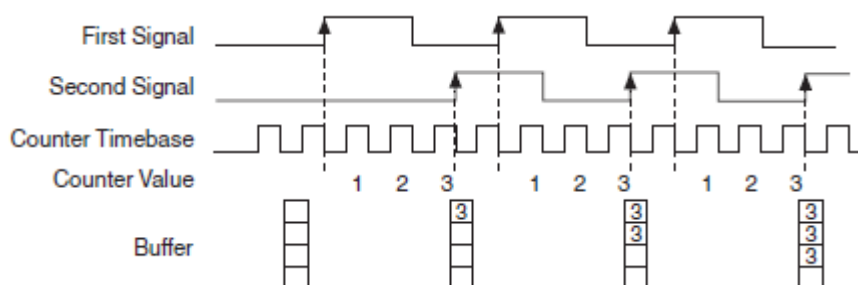 First Signal
Second Signal
Counter Timebase
Counter Value 1 2 3 1 2 3 1 2 3
3 3 3
3 3
Buffer
3